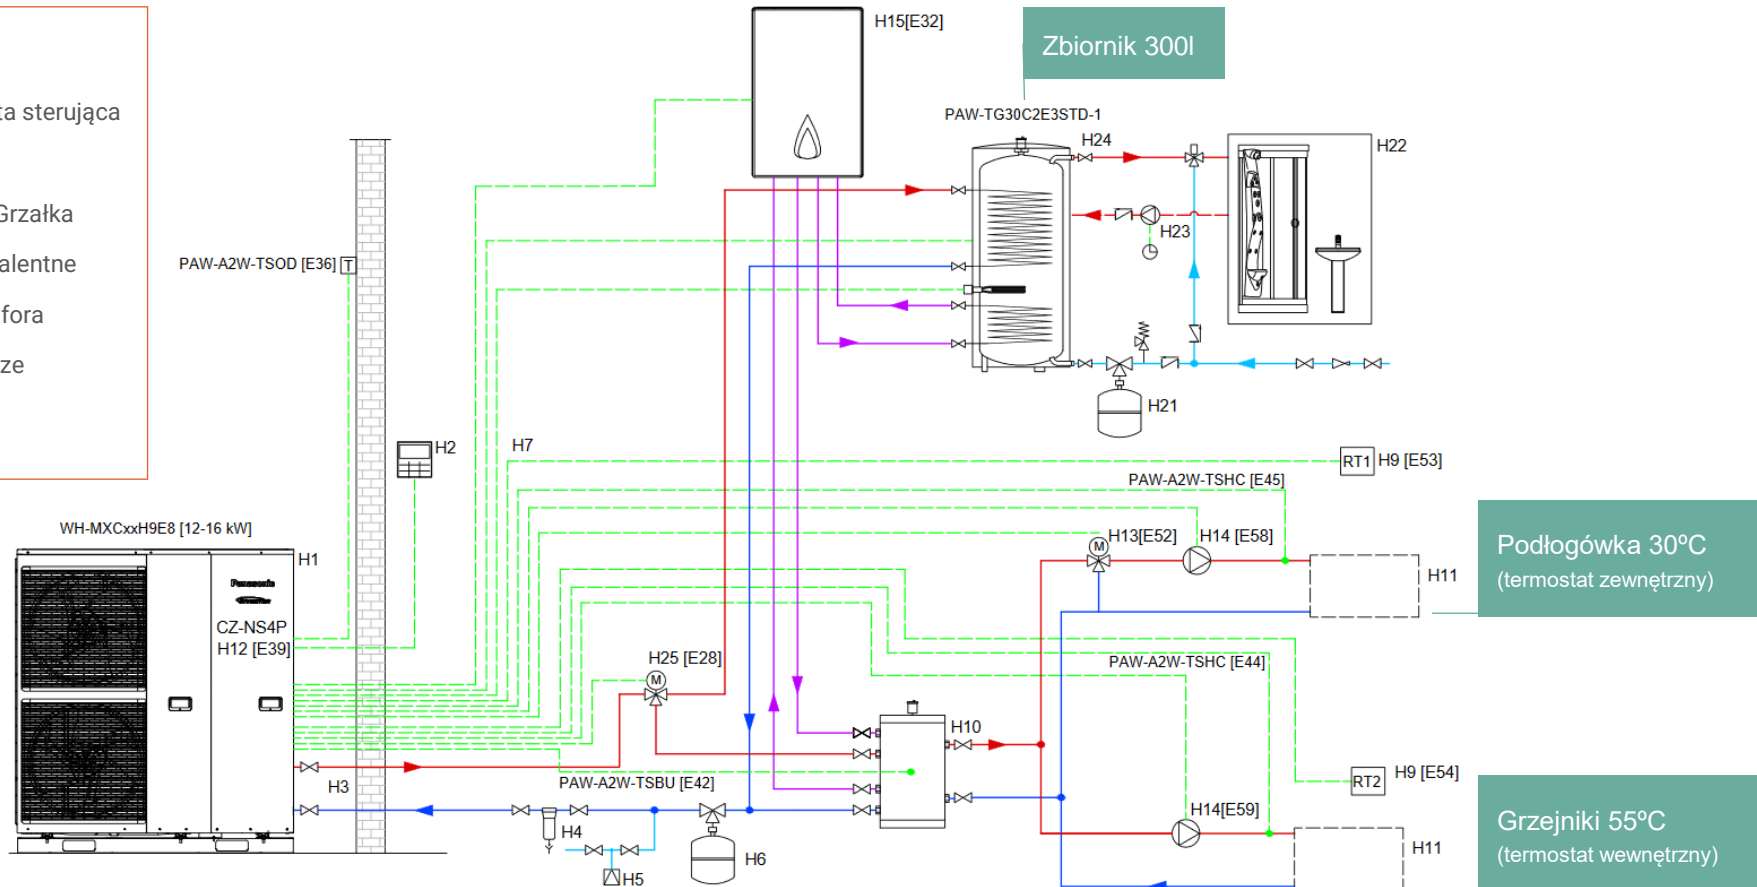 ta sterująca
Grzałka
alentne
fora
ze
H15[E32]
Zbiornik 300l
PAW-TG30C2E3STD-1
H24
H22
H23
PAW-A2W-TSOD [E36]
T
H21
H2
H7
RT1
H9 [E53]
PAW-A2W-TSHC [E45]
WH-MXCxxH9E8 [12-16 kW]
H1
M
H13[E52]
H14 [E58]
H11
Podłogówka 30ºC
(termostat zewnętrzny)
Panasonic
Inverter
CZ-NS4P
H12 [E39]
H25 [E28]
M
PAW-A2W-TSHC [E44]
H10
H3
PAW-A2W-TSBU [E42]
RT2
H9 [E54]
H14[E59]
H4
H5
H6
H11
Grzejniki 55ºC
(termostat wewnętrzny)